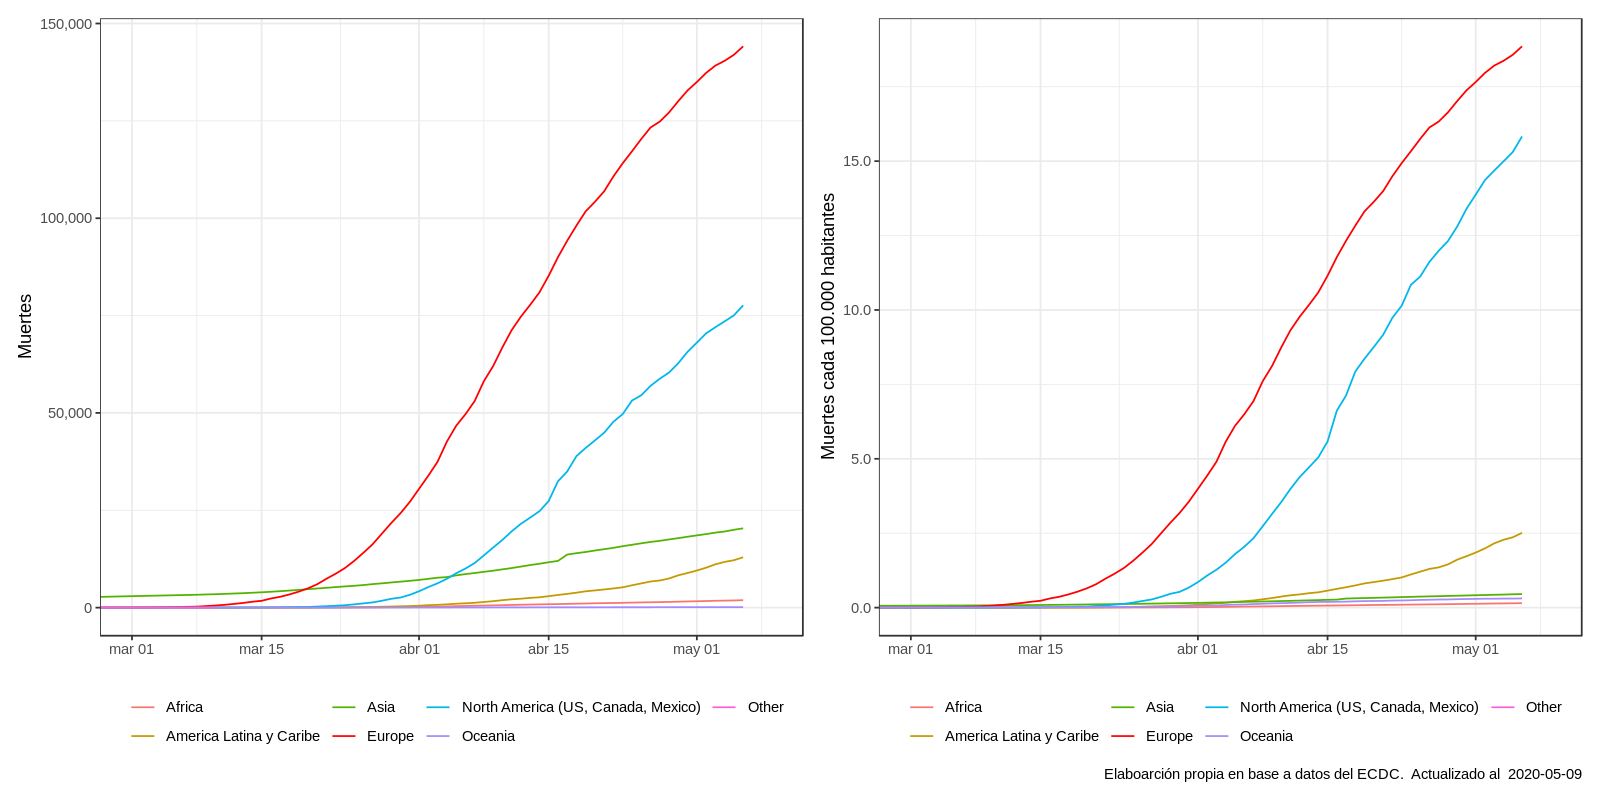 150,000
100,000
50,000
0
Muertes
mar 01
mar 15
abr 01
abr 15
may 01
Africa
Asia
North America (US, Canada, Mexico)
Other
America Latina y Caribe
Europe
Oceania
15.0
10.0
5.0
0.0
Muertes cada 100.000 habitantes
mar 01
mar 15
abr 01
abr 15
may 01
Africa
Asia
North America (US, Canada, Mexico)
Other
America Latina y Caribe
Europe
Oceania
Elaboarción propia en base a datos del ECDC.  Actualizado al  2020-05-09